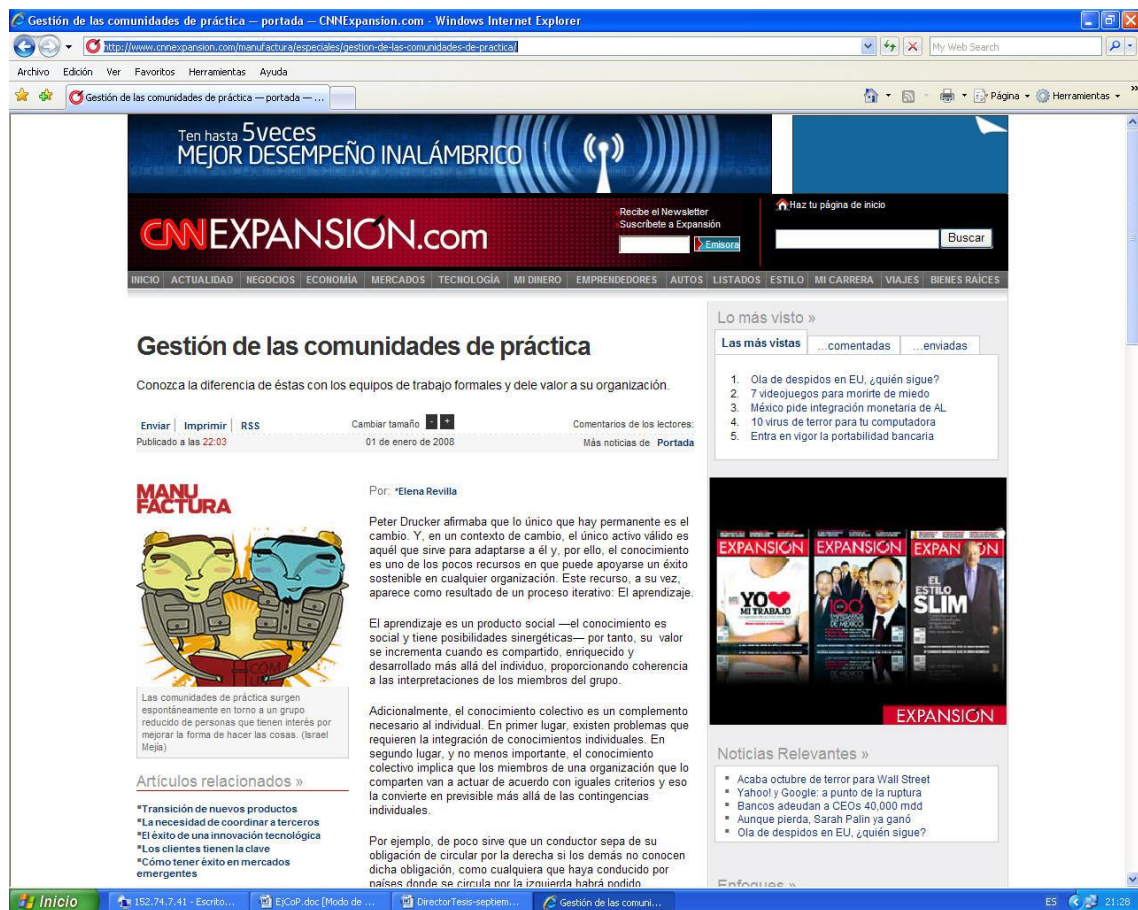 Gestión de las comunidades de práctica — portada — CNNExpansion.com - Windows Internet Explorer
http://www.cnnexpansion.com/manufactura/especiales/gestion-de-las-comunidades-de-practica/
My Web Search
Archivo Edición Ver Favoritos Herramientas Ayuda
Gestión de las comunidades de práctica — portada — ...
Página Herramientas
Ten hasta 5veces
MEJOR DESEMPEÑO INALÁMBRICO
CNNEXPANSIÓN.com
Recibe el Newsletter
Suscríbete a Expansión
Emisora
Haz tu página de inicio
Buscar
INICIO ACTUALIDAD NEGOCIOS ECONOMÍA MERCADOS TECNOLOGÍA MI DINERO EMPRENDEDORES AUTOS LISTADOS ESTILO MI CARRERA VIAJES BIENES RAÍCES
Gestión de las comunidades de práctica
Conozca la diferencia de éstas con los equipos de trabajo formales y dele valor a su organización.
Enviar Imprimir RSS
Cambiar tamaño - +
Comentarios de los lectores:
Publicado a las 22:03
01 de enero de 2008
Más noticias de Portada
MANU
FACTURA
Las comunidades de práctica surgen
espontáneamente en torno a un grupo
reducido de personas que tienen interés por
mejorar la forma de hacer las cosas. (Israel
Mejía)
Artículos relacionados »
*Transición de nuevos productos
*La necesidad de coordinar a terceros
*El éxito de una innovación tecnológica
*Los clientes tienen la clave
*Cómo tener éxito en mercados
emergentes
Por: *Elena Revilla
Peter Drucker afirmaba que lo único que hay permanente es el
cambio. Y, en un contexto de cambio, el único activo válido es
aquél que sirve para adaptarse a él y, por ello, el conocimiento
es uno de los pocos recursos en que puede apoyarse un éxito
sostenible en cualquier organización. Este recurso, a su vez,
aparece como resultado de un proceso iterativo: El aprendizaje.
El aprendizaje es un producto social —el conocimiento es
social y tiene posibilidades sinergéticas— por tanto, su valor
se incrementa cuando es compartido, enriquecido y
desarrollado más allá del individuo, proporcionando coherencia
a las interpretaciones de los miembros del grupo.
Adicionalmente, el conocimiento colectivo es un complemento
necesario al individual. En primer lugar, existen problemas que
requieren la integración de conocimientos individuales. En
segundo lugar, y no menos importante, el conocimiento
colectivo implica que los miembros de una organización que lo
comparten van a actuar de acuerdo con iguales criterios y eso
la convierte en previsible más allá de las contingencias
individuales.
Por ejemplo, de poco sirve que un conductor sepa de su
obligación de circular por la derecha si los demás no conocen
dicha obligación, como cualquiera que haya conducido por
países donde se circula por la izquierda habrá podido
Lo más visto »
Las más vistas ...comentadas ...enviadas
1. Ola de despidos en EU, ¿quién sigue?
2. 7 videojuegos para morirte de miedo
3. México pide integración monetaria de AL
4. 10 virus de terror para tu computadora
5. Entra en vigor la portabilidad bancaria
EXPANSIÓN EXPANSIÓN EXPANSIÓN
YO
MI TRABAJO
100
EL
ESTILO
SLIM
EXPANSIÓN
Noticias Relevantes »
Acaba octubre de terror para Wall Street
Yahoo! y Google: a punto de la ruptura
Bancos adeudan a CEOs 40,000 mdd
Aunque pierda, Sarah Palin ya ganó
Ola de despidos en EU, ¿quién sigue?
Enfoques »
Inicio 152.74.7.41 - Escrito... EjCoP.doc [Modo de ... DirectorTesis-septiem... Gestión de las comuni... ES 21:28